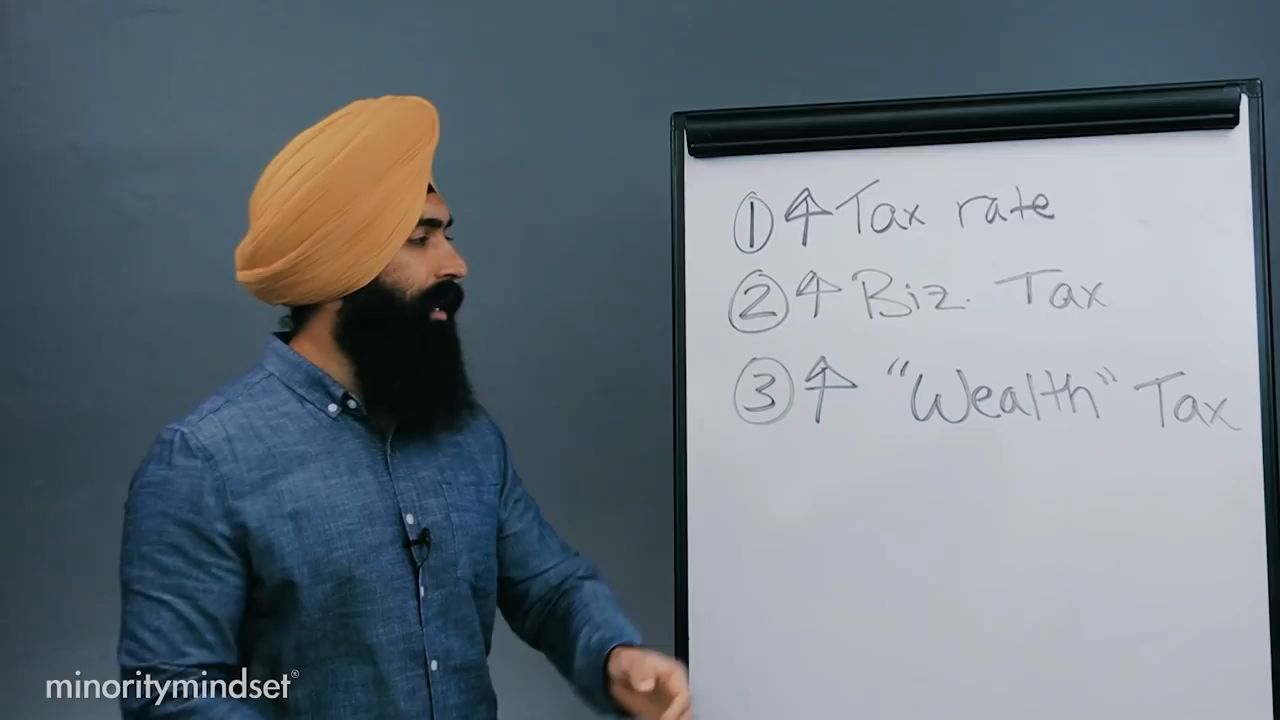 ① ↑ Tax rate
② ↑ Biz. Tax
③ ↑ "Wealth" Tax
minoritymindset®